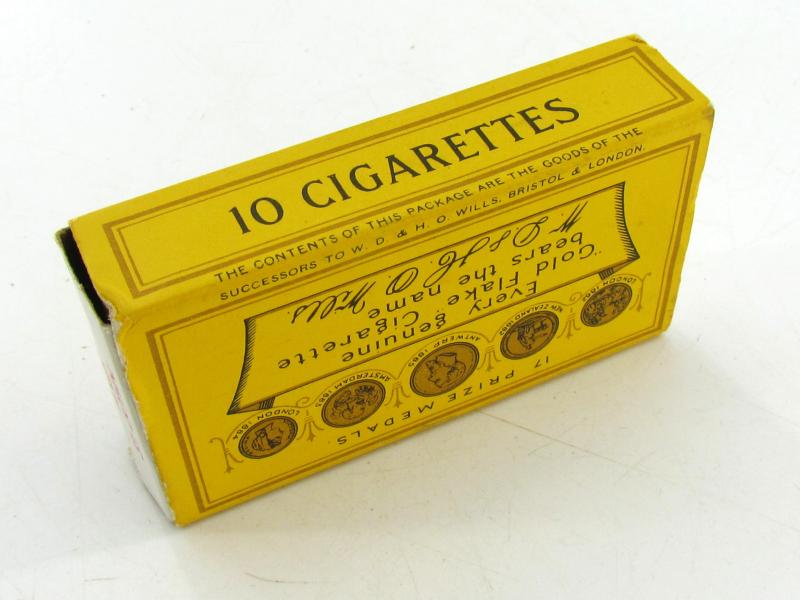 10 CIGARETTES
THE CONTENTS OF THIS PACKAGE ARE THE GOODS OF THE
SUCCESSORS TO W. D. & H. O. WILLS, BRISTOL & LONDON.
17 PRIZE MEDALS.
LONDON 1862
NEW ZEALAND 1882
ANTWERP 1885
AMSTERDAM 1883
LONDON 1884
Every genuine
"Gold Flake" Cigarette
bears the name
W. D. & H. O. Wills.